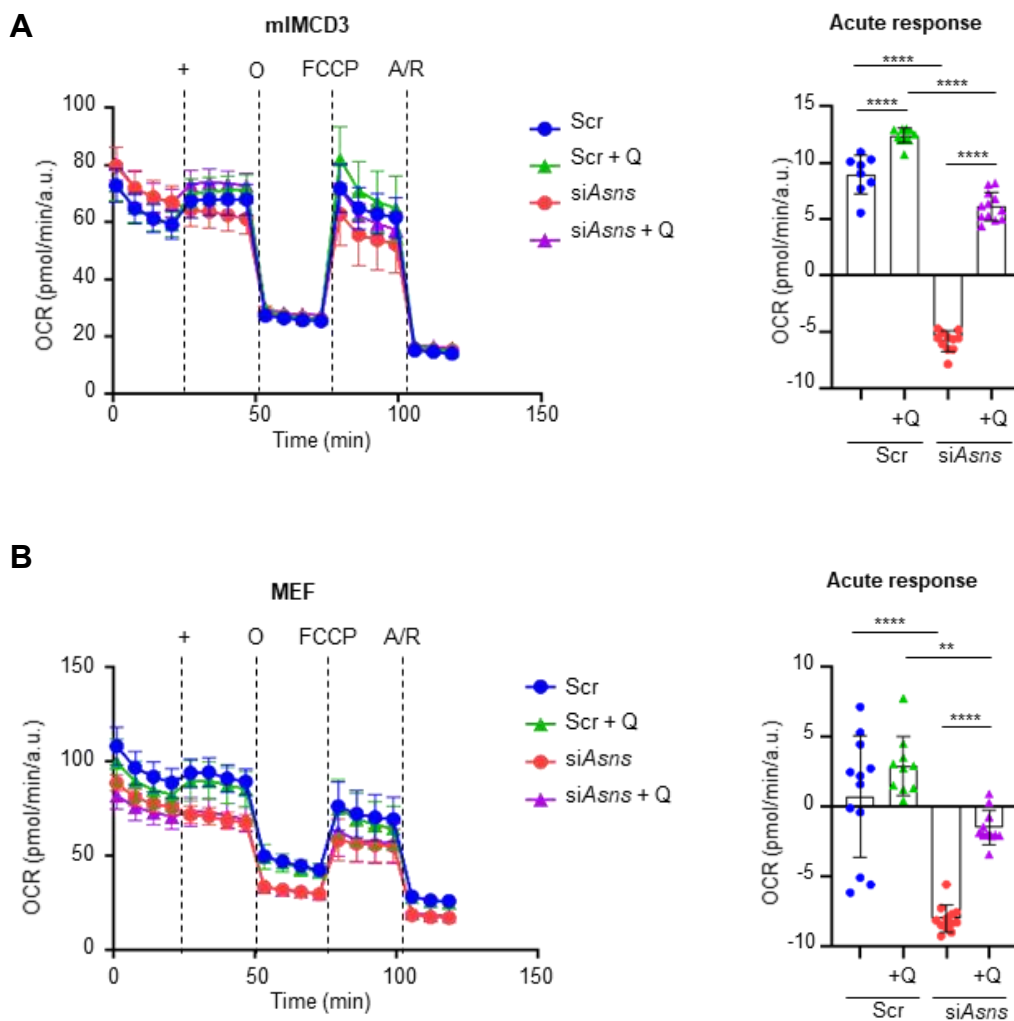 A
mIMCD3
+ O FCCP A/R
100
80
60
40
20
0
OCR (pmol/min/a.u.)
0 50 100 150
Time (min)
Scr
Scr + Q
siAsns
siAsns + Q
Acute response
****
****
****
****
15
10
5
0
-5
-10
OCR (pmol/min/a.u.)
+Q +Q
Scr siAsns
B
MEF
+ O FCCP A/R
150
100
50
0
OCR (pmol/min/a.u.)
0 50 100 150
Time (min)
Scr
Scr + Q
siAsns
siAsns + Q
Acute response
****
**
****
10
5
0
-5
-10
OCR (pmol/min/a.u.)
+Q +Q
Scr siAsns